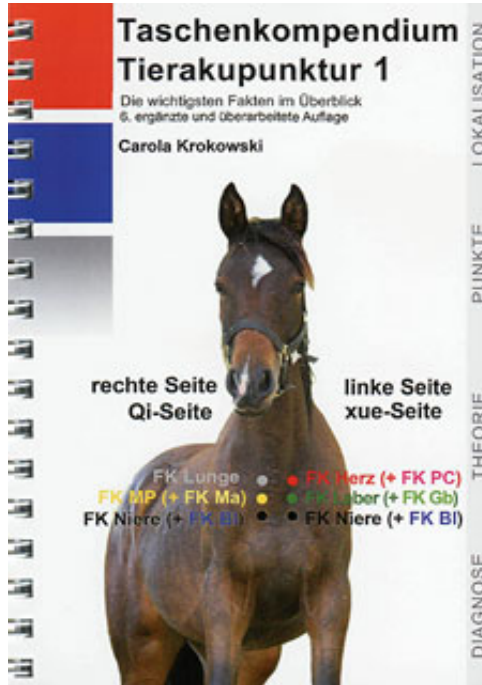 Taschenkompendium
Tierakupunktur 1
Die wichtigsten Fakten im Überblick
6. ergänzte und überarbeitete Auflage
Carola Krokowski
rechte Seite
Qi-Seite
linke Seite
xue-Seite
FK Lunge
FK Herz (+ FK PC)
FK MP (+ FK Ma)
FK Leber (+ FK Gb)
FK Niere (+ FK Bl)
FK Niere (+ FK Bl)
LOKALISATION
PUNKTE
THEORIE
DIAGNOSE